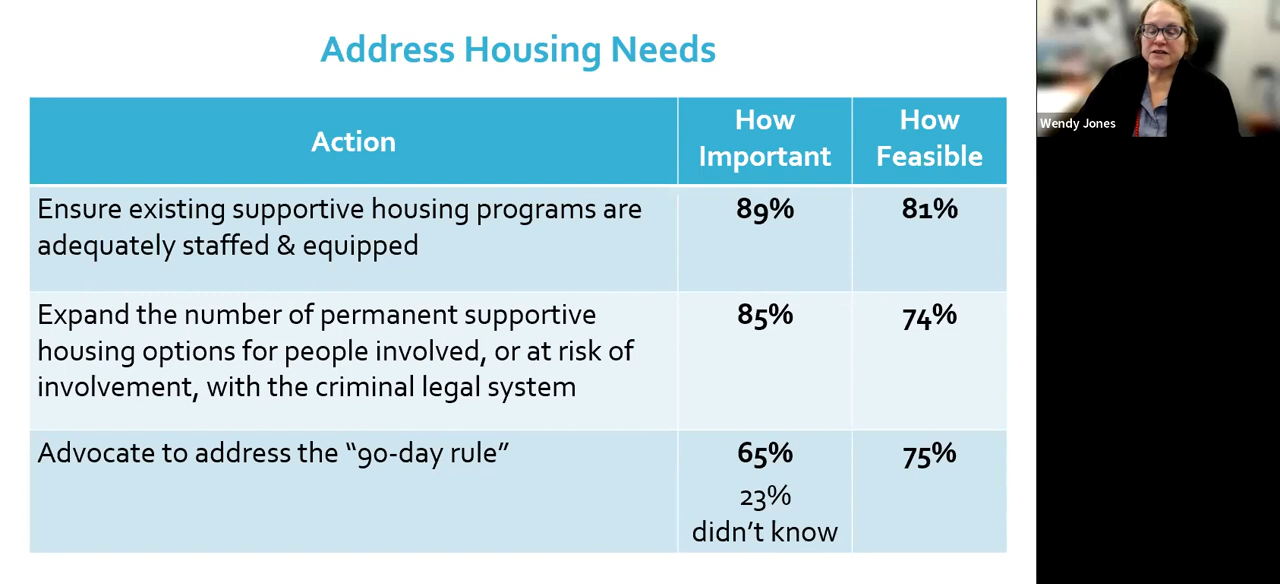 Address Housing Needs
Action
How
Important
How
Feasible
Ensure existing supportive housing programs are
adequately staffed & equipped
89%
81%
Expand the number of permanent supportive
housing options for people involved, or at risk of
involvement, with the criminal legal system
85%
74%
Advocate to address the “90-day rule”
65%
23%
didn’t know
75%
Wendy Jones